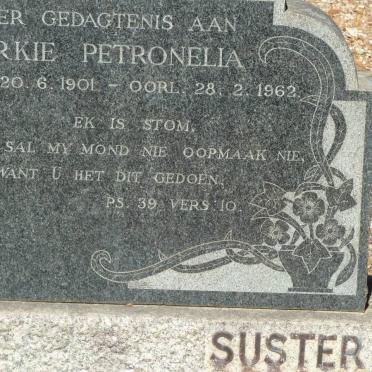 ER GEDAGTENIS AAN
RKIE PETRONELIA
20. 6. 1901. – OORL. 28. 2. 1962.
EK IS STOM,
SAL MY MOND NIE OOPMAAK NIE,
WANT U HET DIT GEDOEN,
PS. 39 VERS 10.
SUSTER